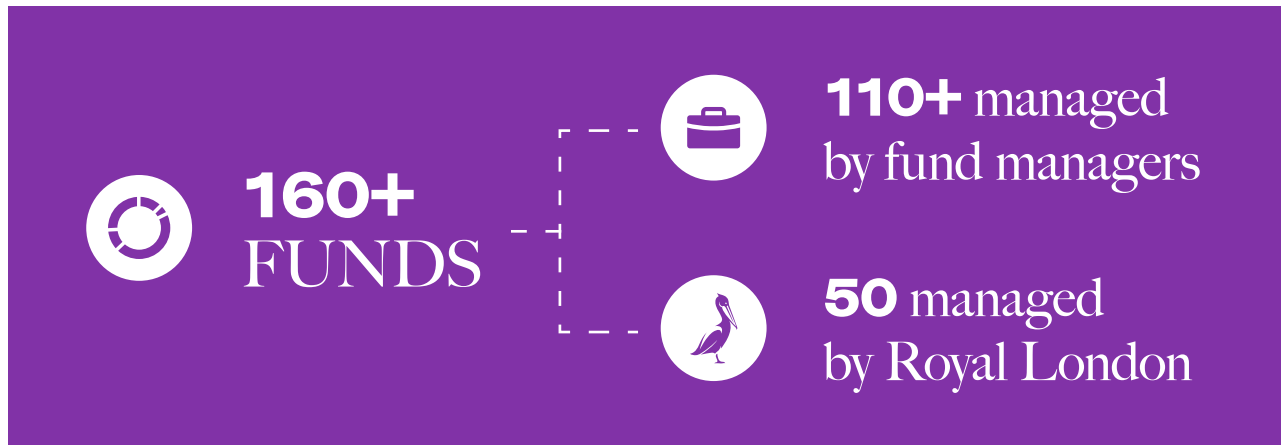 160+
FUNDS
110+ managed
by fund managers
50 managed
by Royal London